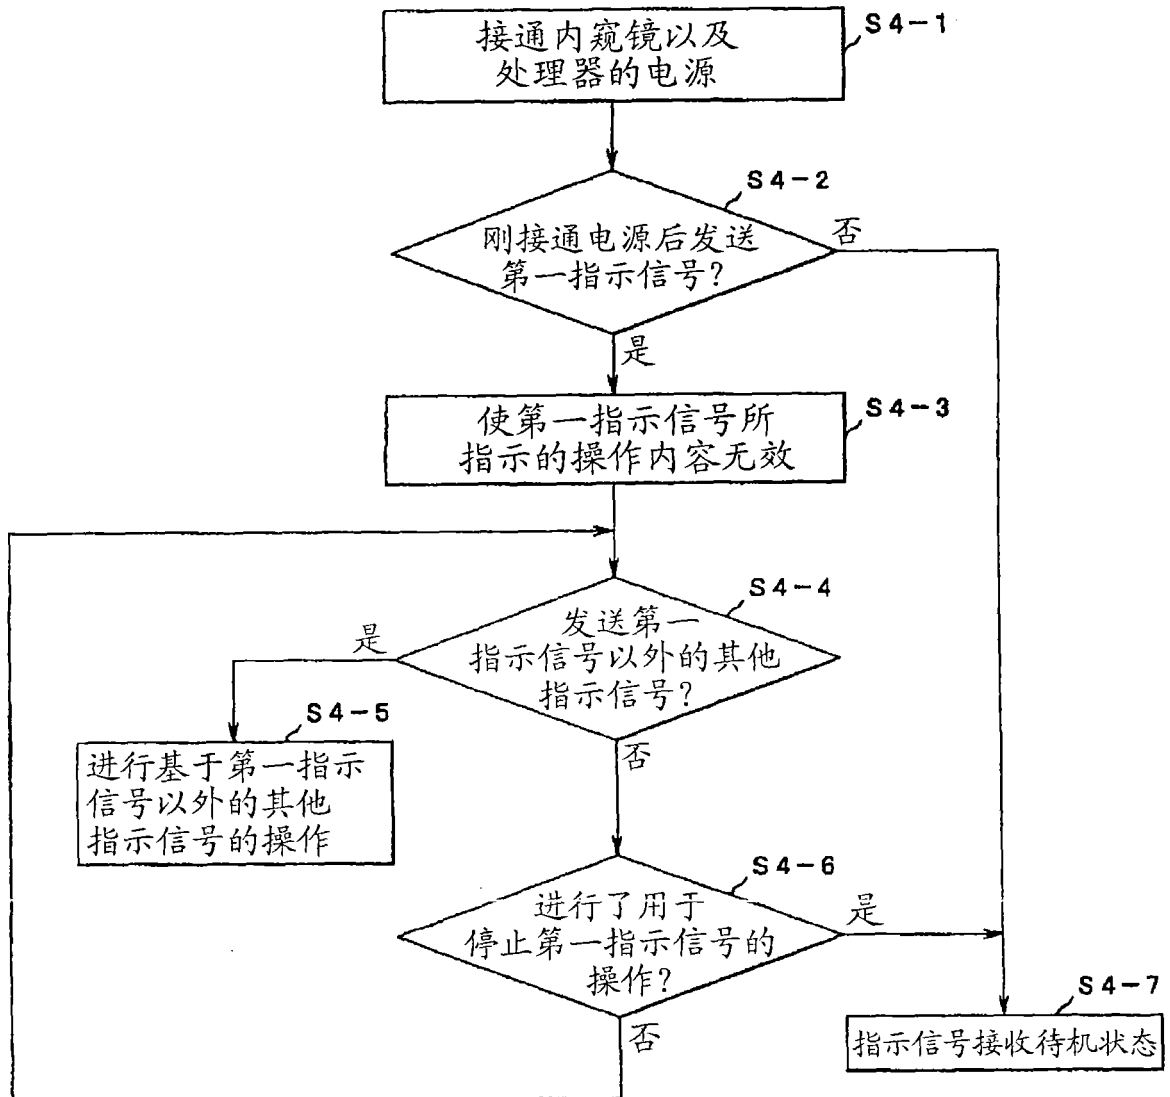 接通内窥镜以及
处理器的电源
S4-1
S4-2
刚接通电源后发送
第一指示信号?
否
是
使第一指示信号所
指示的操作内容无效
S4-3
S4-4
发送第一
指示信号以外的其他
指示信号?
是
否
S4-5
进行基于第一指示
信号以外的其他
指示信号的操作
S4-6
进行了用于
停止第一指示信号的
操作?
是
否
S4-7
指示信号接收待机状态